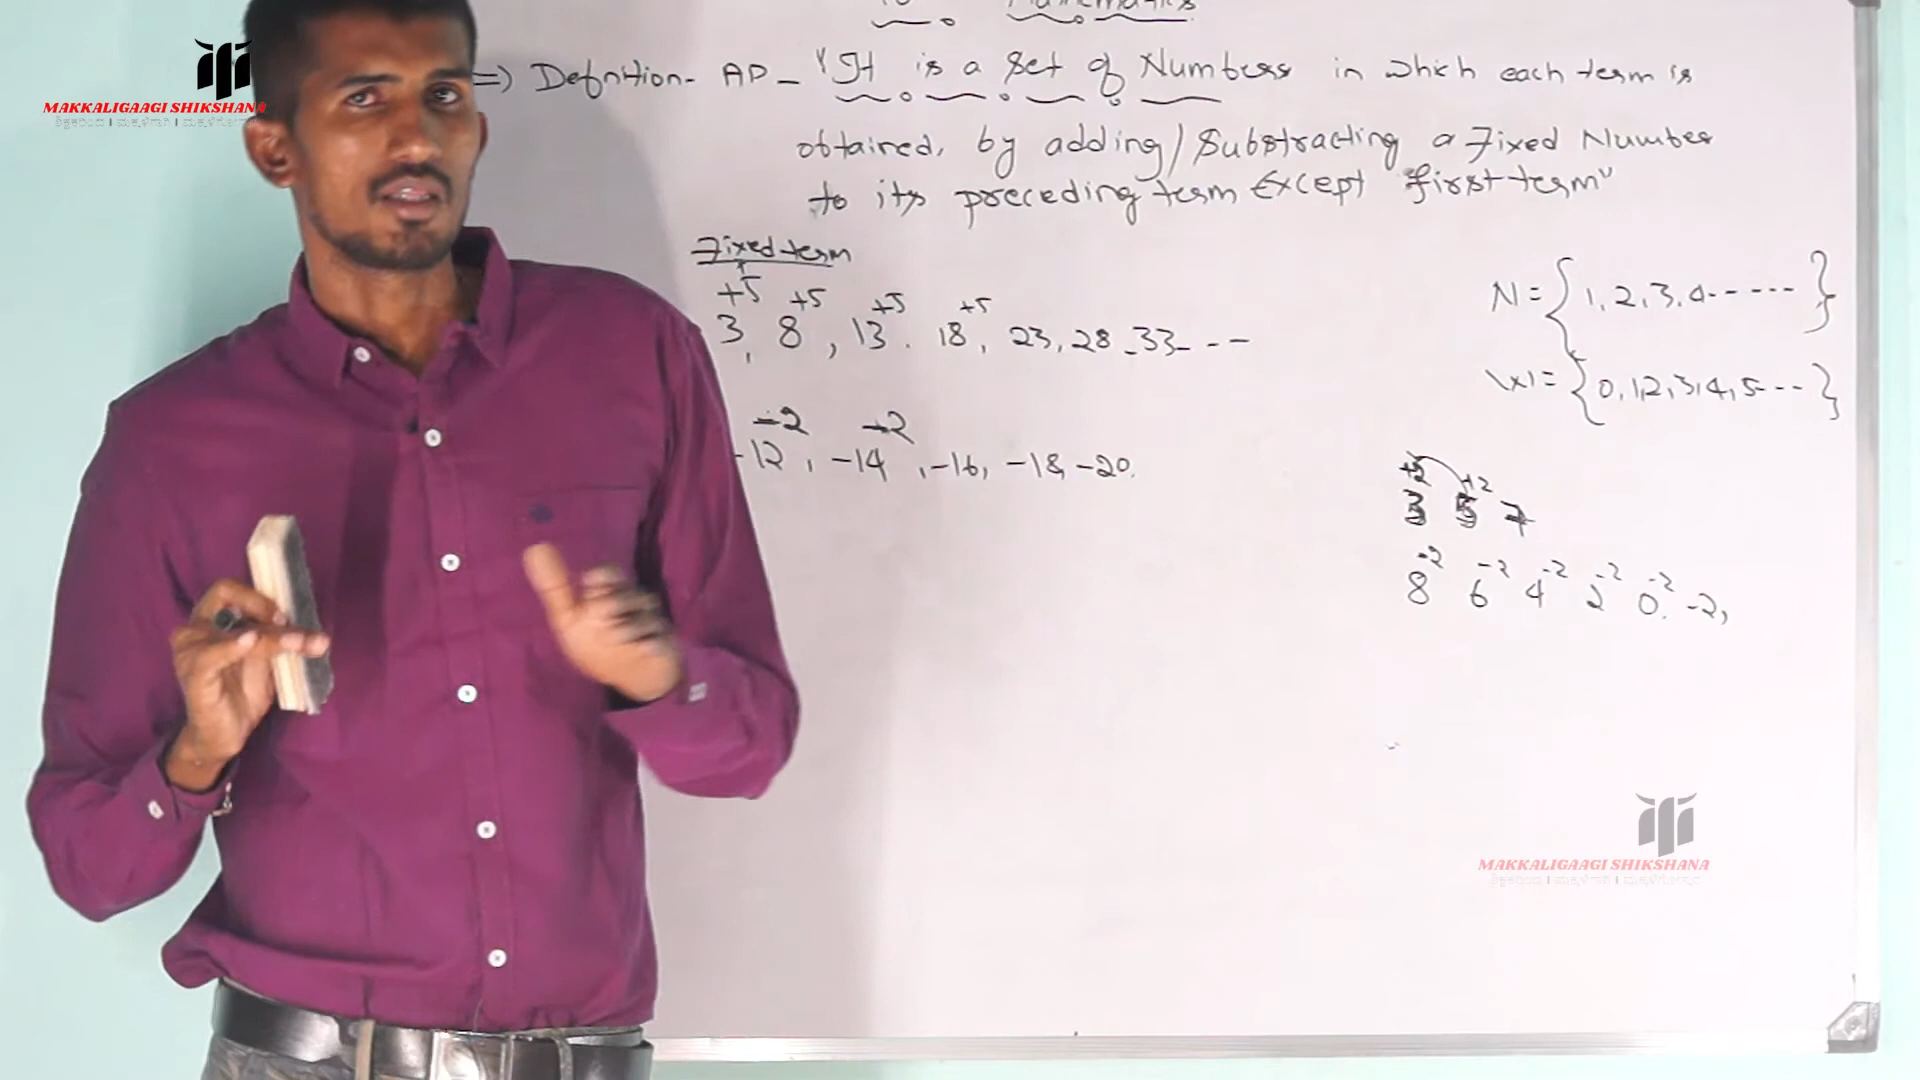 Mathematics
=) Defnition- AP - "It is a Set of Numbers in which each term is
obtained, by adding/Substracting a Fixed Number
to its preceding term Except "first term"
Fixed term
+5 +5 +5 +5
3, 8, 13. 18, 23, 28 - 33 - - -
-2 -2
-12, -14, -16, -18, -20.
N = { 1, 2, 3, 4 - - - - - - }
W = { 0, 1, 2, 3, 4, 5 - - - }
+2 +2
3 5 7
-2 -2 -2 -2 -2
8 6 4 2 0. -2,
MAKKALIGAAGI SHIKSHANA
MAKKALIGAAGI SHIKSHANA